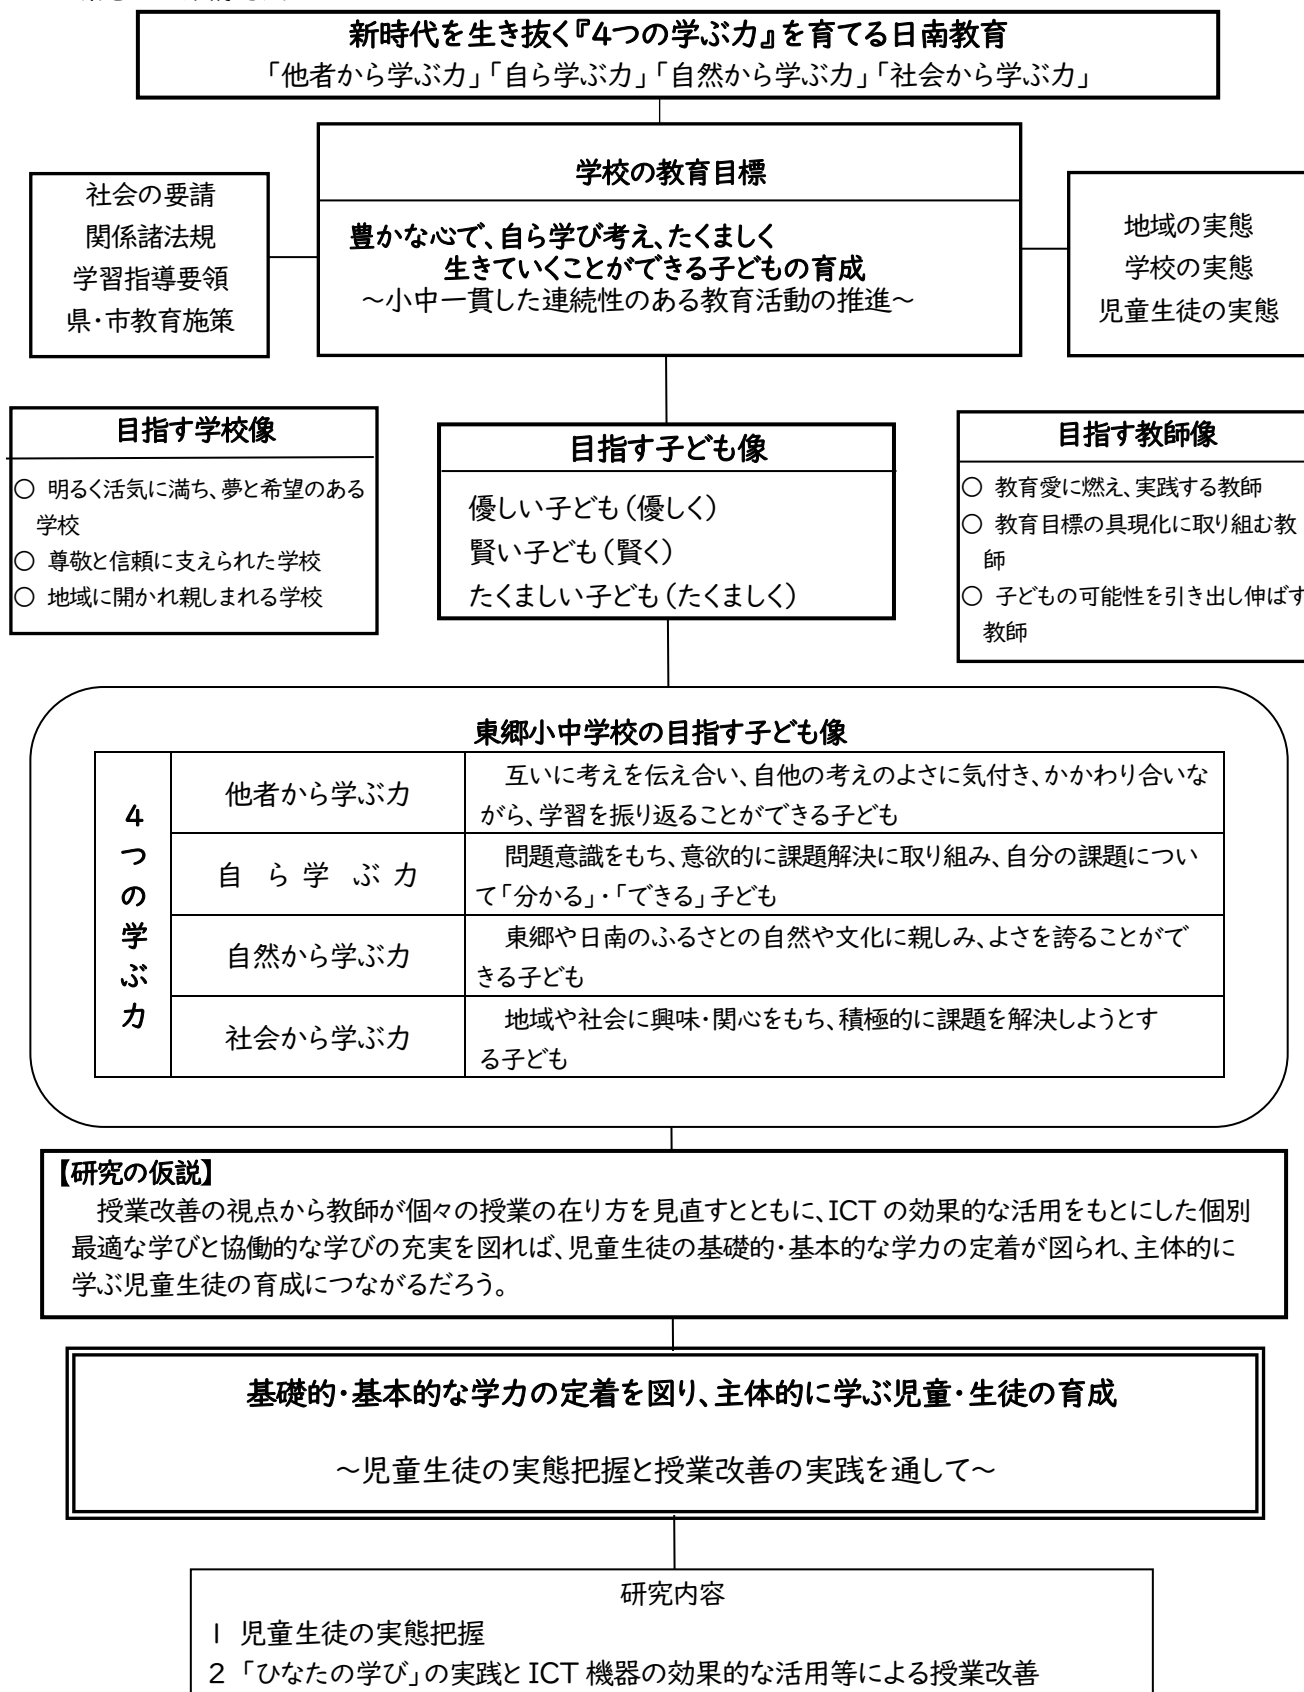 新時代を生き抜く『4つの学ぶ力』を育てる日南教育
「他者から学ぶ力」「自ら学ぶ力」「自然から学ぶ力」「社会から学ぶ力」
学校の教育目標
豊かな心で、自ら学び考え、たくましく
生きていくことができる子どもの育成
～小中一貫した連続性のある教育活動の推進～
社会の要請
関係諸法規
学習指導要領
県・市教育施策
地域の実態
学校の実態
児童生徒の実態
目指す学校像
○ 明るく活気に満ち、夢と希望のある
学校
○ 尊敬と信頼に支えられた学校
○ 地域に開かれ親しまれる学校
目指す子ども像
優しい子ども（優しく）
賢い子ども（賢く）
たくましい子ども（たくましく）
目指す教師像
○ 教育愛に燃え、実践する教師
○ 教育目標の具現化に取り組む教
師
○ 子どもの可能性を引き出し伸ばす
教師
東郷小中学校の目指す子ども像
4つの学ぶ力
他者から学ぶ力
互いに考えを伝え合い、自他の考えのよさに気付き、かかわり合いな
がら、学習を振り返ることができる子ども
自 ら 学 ぶ 力
問題意識をもち、意欲的に課題解決に取り組み、自分の課題につい
て「分かる」・「できる」子ども
自然から学ぶ力
東郷や日南のふるさとの自然や文化に親しみ、よさを誇ることがで
きる子ども
社会から学ぶ力
地域や社会に興味・関心をもち、積極的に課題を解決しようとす
る子ども
【研究の仮説】
授業改善の視点から教師が個々の授業の在り方を見直すとともに、ICT の効果的な活用をもとにした個別
最適な学びと協働的な学びの充実を図れば、児童生徒の基礎的・基本的な学力の定着が図られ、主体的に
学ぶ児童生徒の育成につながるだろう。
基礎的・基本的な学力の定着を図り、主体的に学ぶ児童・生徒の育成
～児童生徒の実態把握と授業改善の実践を通して～
研究内容
1 児童生徒の実態把握
2 「ひなたの学び」の実践と ICT 機器の効果的な活用等による授業改善